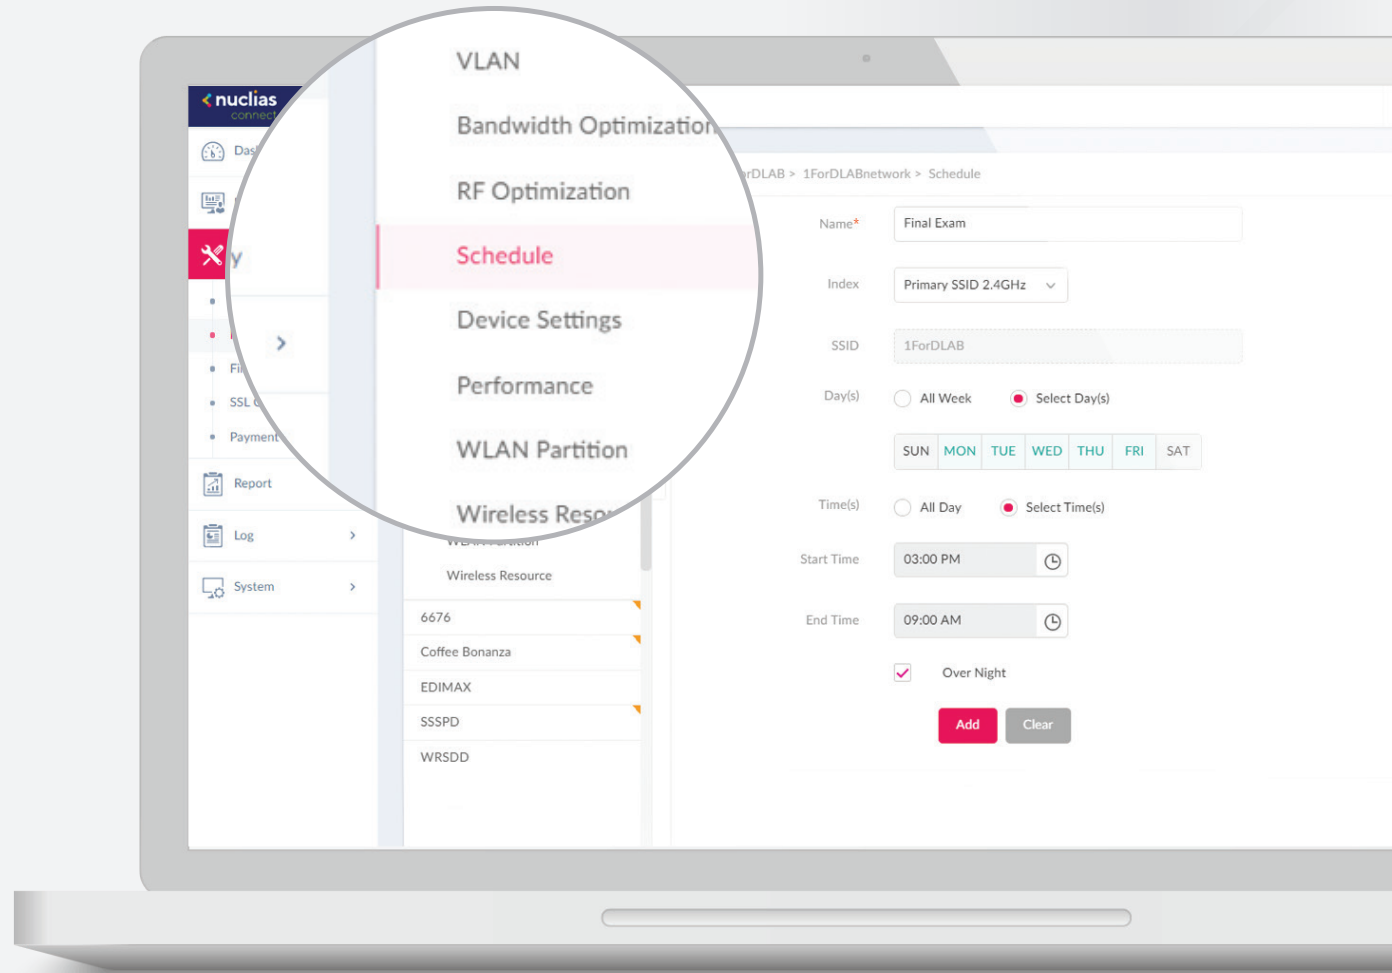 nuclias
connect
Report
Log
System
SSL
Payment
VLAN
Bandwidth Optimization
RF Optimization
Schedule
Device Settings
Performance
WLAN Partition
Wireless
WLAN Partition
Wireless Resource
6676
Coffee Bonanza
EDIMAX
SSSPD
WRSDD
> 1ForDLABnetwork > Schedule
Name* Final Exam
Index Primary SSID 2.4GHz
SSID 1ForDLAB
Day(s) All Week Select Day(s)
SUN MON TUE WED THU FRI SAT
Time(s) All Day Select Time(s)
Start Time 03:00 PM
End Time 09:00 AM
Over Night
Add Clear